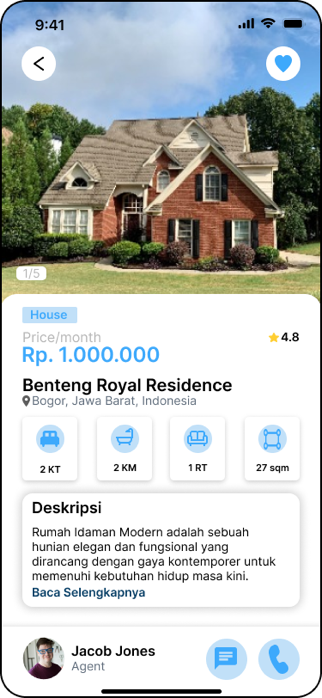 9:41
1/5
House
Price/month
4.8
Rp. 1.000.000
Benteng Royal Residence
Bogor, Jawa Barat, Indonesia
2 KT
2 KM
1 RT
27 sqm
Deskripsi
Rumah Idaman Modern adalah sebuah
hunian elegan dan fungsional yang
dirancang dengan gaya kontemporer untuk
memenuhi kebutuhan hidup masa kini.
Baca Selengkapnya
Jacob Jones
Agent